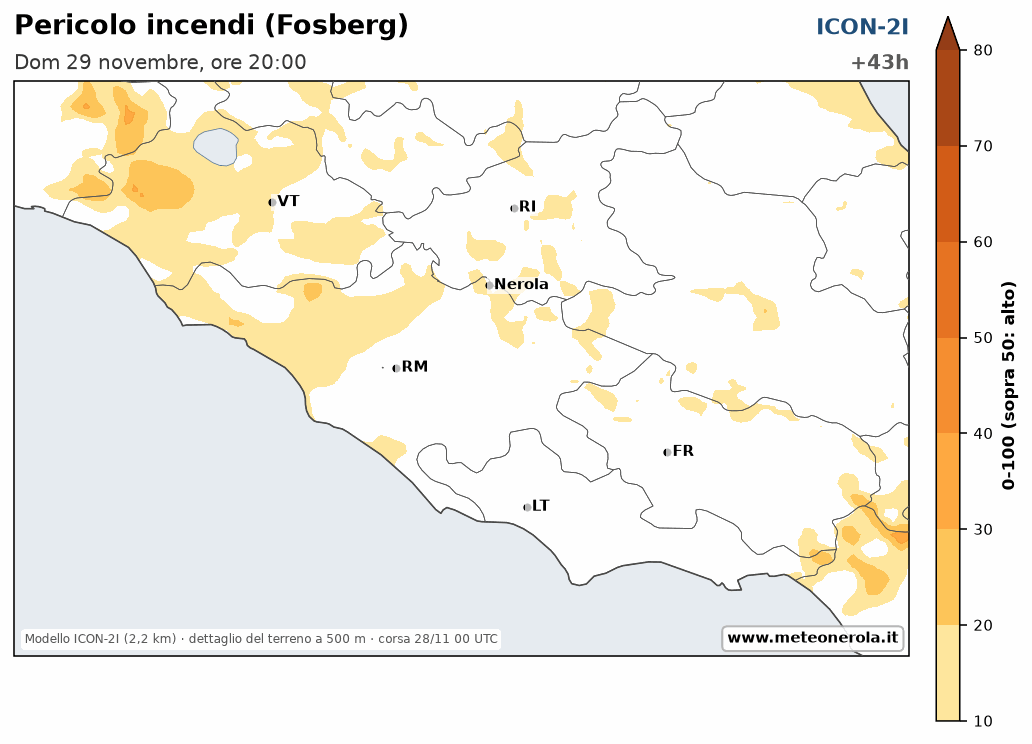 Pericolo incendi (Fosberg)
ICON-2I
Dom 29 novembre, ore 20:00
+43h
80
70
60
50
40
30
20
10
0-100 (sopra 50: alto)
VT
RI
Nerola
RM
FR
LT
Modello ICON-2I (2,2 km) · dettaglio del terreno a 500 m · corsa 28/11 00 UTC
www.meteonerola.it